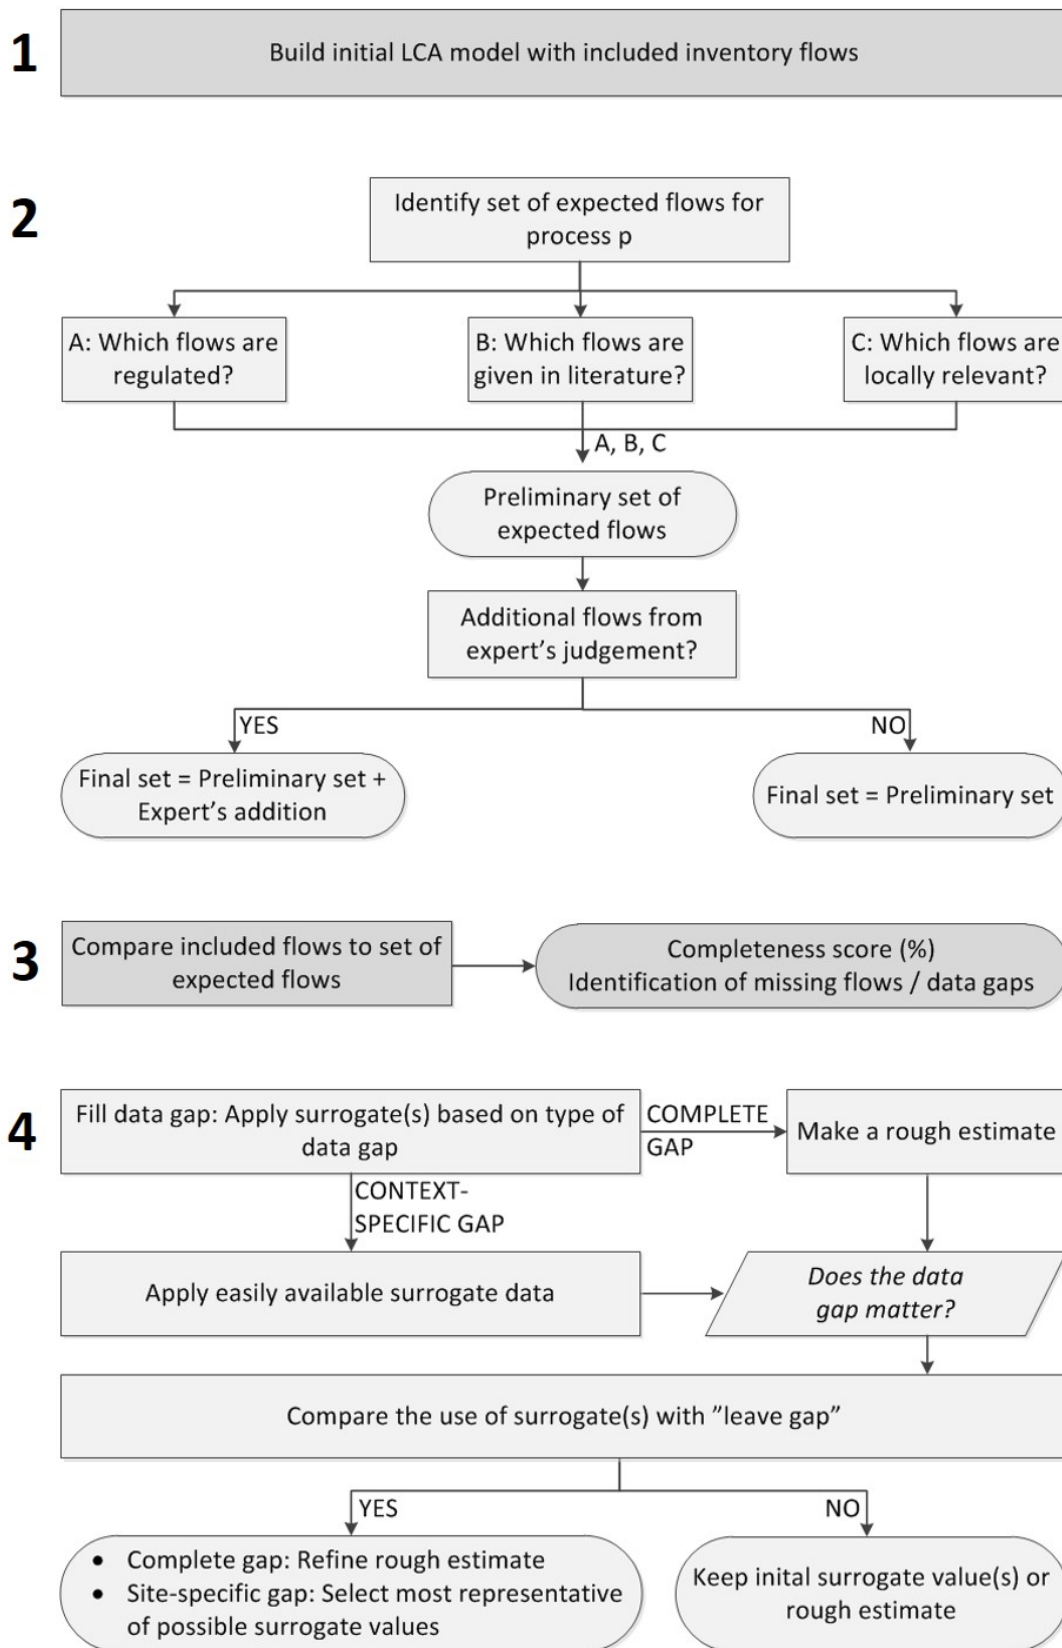 1
Build initial LCA model with included inventory flows
2
Identify set of expected flows for
process p
A: Which flows are
regulated?
B: Which flows are
given in literature?
C: Which flows are
locally relevant?
A, B, C
Preliminary set of
expected flows
Additional flows from
expert’s judgement?
YES
NO
Final set = Preliminary set +
Expert’s addition
Final set = Preliminary set
3
Compare included flows to set of
expected flows
Completeness score (%)
Identification of missing flows / data gaps
4
Fill data gap: Apply surrogate(s) based on type of
data gap
COMPLETE
GAP
Make a rough estimate
CONTEXT-
SPECIFIC GAP
Apply easily available surrogate data
Does the data
gap matter?
Compare the use of surrogate(s) with ”leave gap”
YES
NO
• Complete gap: Refine rough estimate
• Site-specific gap: Select most representative
of possible surrogate values
Keep inital surrogate value(s) or
rough estimate